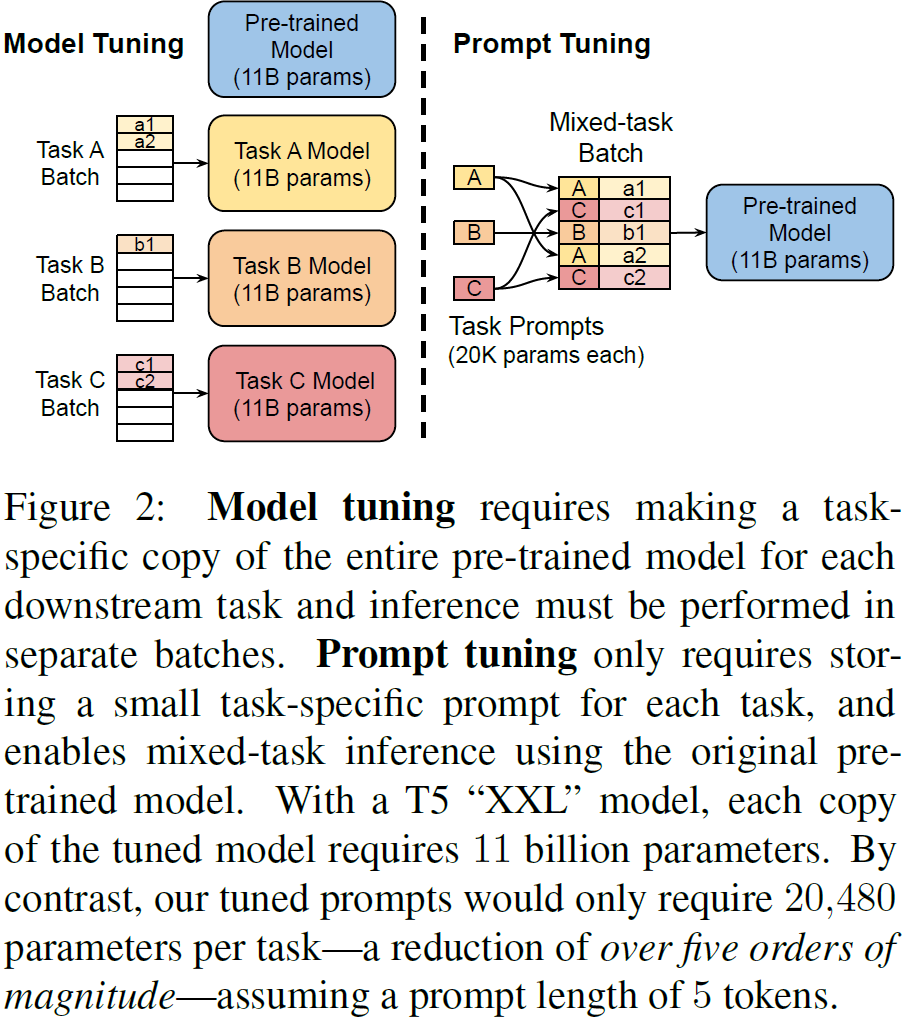 Model Tuning
Pre-trained
Model
(11B params)
Task A
Batch
a1
a2
Task A Model
(11B params)
Task B
Batch
b1
Task B Model
(11B params)
Task C
Batch
c1
c2
Task C Model
(11B params)
Prompt Tuning
Mixed-task
Batch
A
B
C
A a1
C c1
B b1
A a2
C c2
Task Prompts
(20K params each)
Pre-trained
Model
(11B params)
Figure 2: Model tuning requires making a task-
specific copy of the entire pre-trained model for each
downstream task and inference must be performed in
separate batches. Prompt tuning only requires stor-
ing a small task-specific prompt for each task, and
enables mixed-task inference using the original pre-
trained model. With a T5 “XXL” model, each copy
of the tuned model requires 11 billion parameters. By
contrast, our tuned prompts would only require 20,480
parameters per task—a reduction of over five orders of
magnitude—assuming a prompt length of 5 tokens.